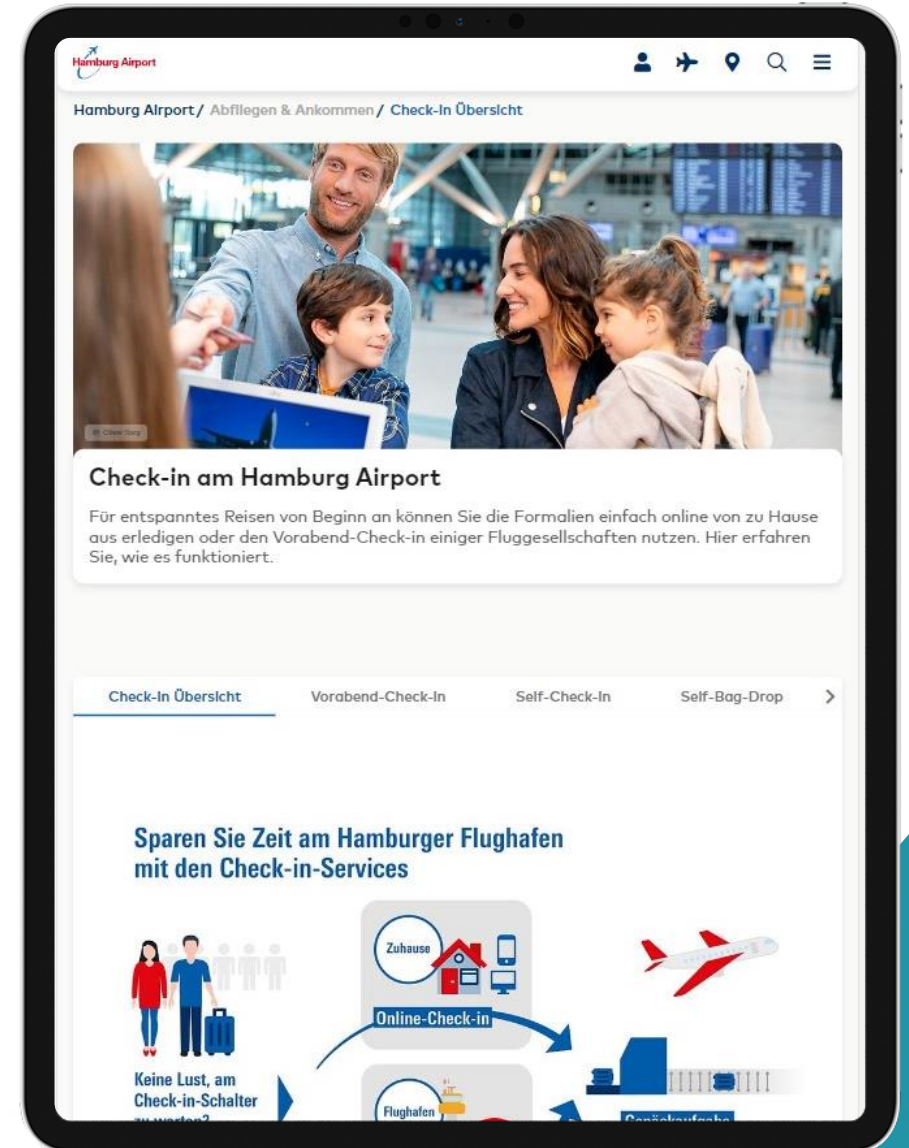 Hamburg Airport
Hamburg Airport / Abfliegen & Ankommen / Check-in Übersicht
Check-in am Hamburg Airport
Für entspanntes Reisen von Beginn an können Sie die Formalien einfach online von zu Hause
aus erledigen oder den Vorabend-Check-in einiger Fluggesellschaften nutzen. Hier erfahren
Sie, wie es funktioniert.
Check-in Übersicht Vorabend-Check-in Self-Check-in Self-Bag-Drop
Sparen Sie Zeit am Hamburger Flughafen
mit den Check-in-Services
Zuhause
Online-Check-in
Keine Lust, am
Check-in-Schalter
zu warten?
Flughafen
Gepäckaufgabe